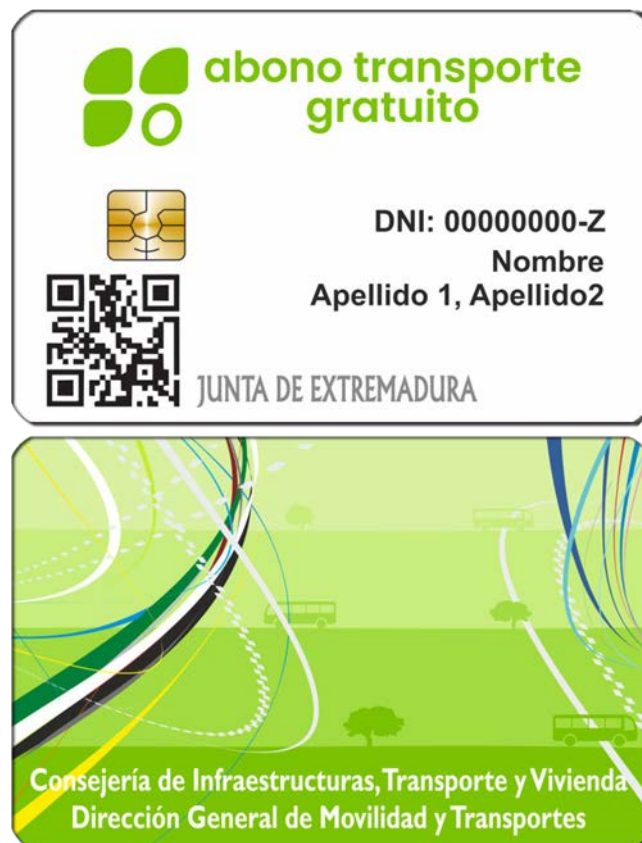 abono transporte
gratuito
DNI: 00000000-Z
Nombre
Apellido 1, Apellido2
JUNTA DE EXTREMADURA
Consejería de Infraestructuras, Transporte y Vivienda
Dirección General de Movilidad y Transportes